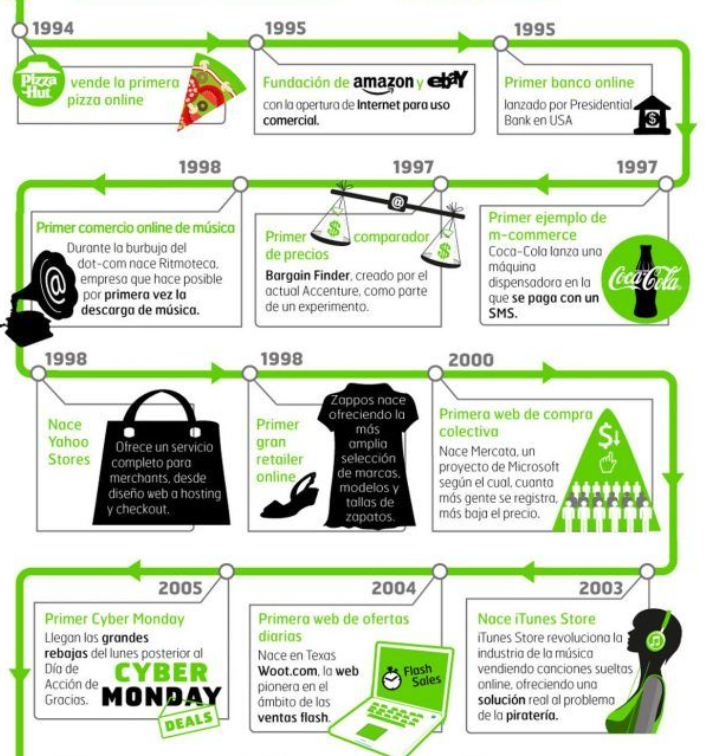 1994
Pizza Hut
vende la primera
pizza online
1995
Fundación de amazon y ebay
con la apertura de Internet para uso
comercial.
1995
Primer banco online
lanzado por Presidential
Bank en USA
$
1997
Primer ejemplo de
m-commerce
Coca-Cola lanza una
máquina
dispensadora en la
que se paga con un
SMS.
Coca-Cola
1997
@
$ $
Primer comparador
de precios
Bargain Finder, creado por el
actual Accenture, como parte
de un experimento.
1998
Primer comercio online de música
Durante la burbuja del
dot-com nace Ritmoteca,
empresa que hace posible
por primera vez la
descarga de música.
@
1998
Nace
Yahoo
Stores
Ofrece un servicio
completo para
merchants, desde
diseño web a hosting
y checkout.
1998
Primer
gran
retailer
online
Zappos nace
ofreciendo la
más
amplia
selección
de marcas,
modelos y
tallas de
zapatos.
2000
Primera web de compra
colectiva
Nace Mercata, un
proyecto de Microsoft
según el cual, cuanta
más gente se registra,
más baja el precio.
$↓
2003
Nace iTunes Store
iTunes Store revoluciona la
industria de la música
vendiendo canciones sueltas
online, ofreciendo una
solución real al problema
de la piratería.
2004
Primera web de ofertas
diarias
Nace en Texas
Woot.com, la web
pionera en el
ámbito de las
ventas flash.
Flash
Sales
2005
Primer Cyber Monday
Llegan las grandes
rebajas del lunes posterior al
Día de
Acción de
Gracias.
CYBER
MONDAY
DEALS